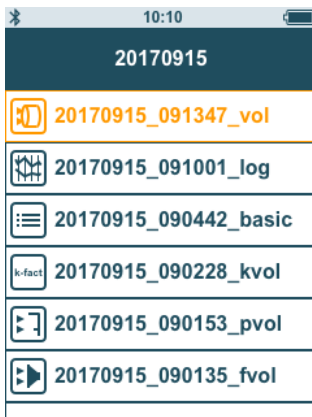 10:10
20170915
20170915_091347_vol
20170915_091001_log
20170915_090442_basic
k-fact 20170915_090228_kvol
20170915_090153_pvol
20170915_090135_fvol